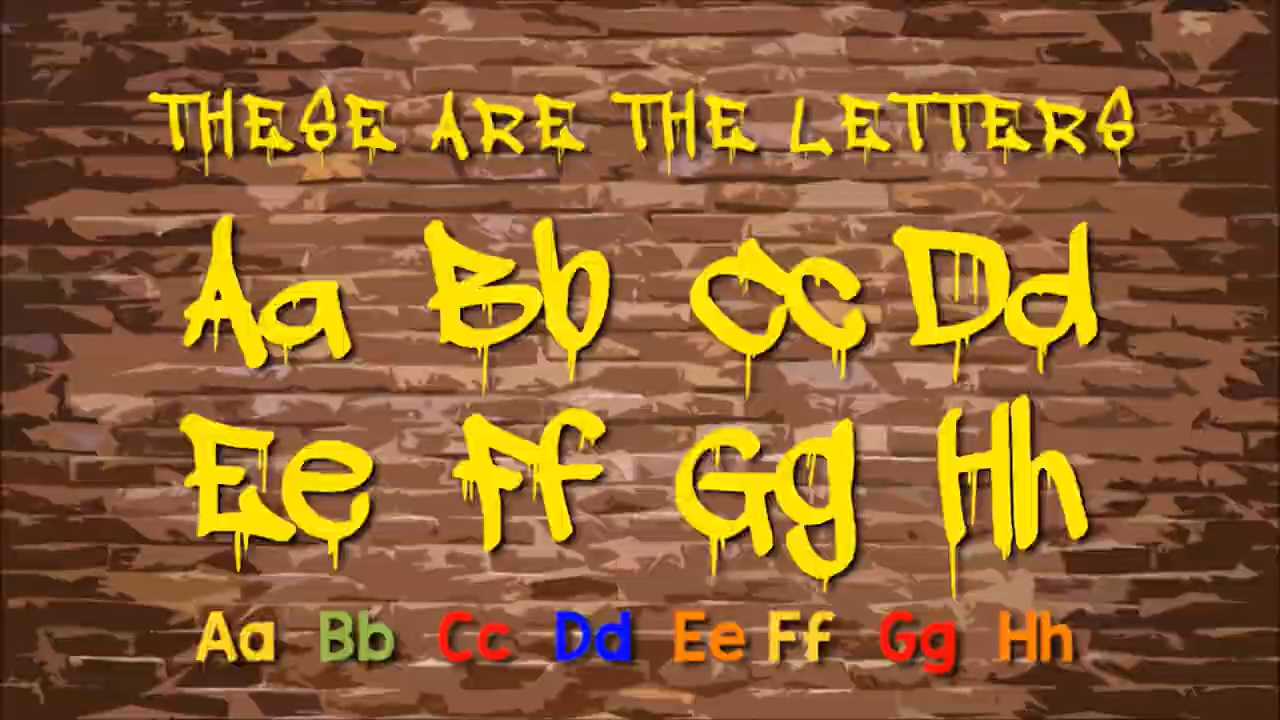 THESE ARE THE LETTERS
Aa Bb Cc Dd
Ee Ff Gg Hh
Aa Bb Cc Dd Ee Ff Gg Hh